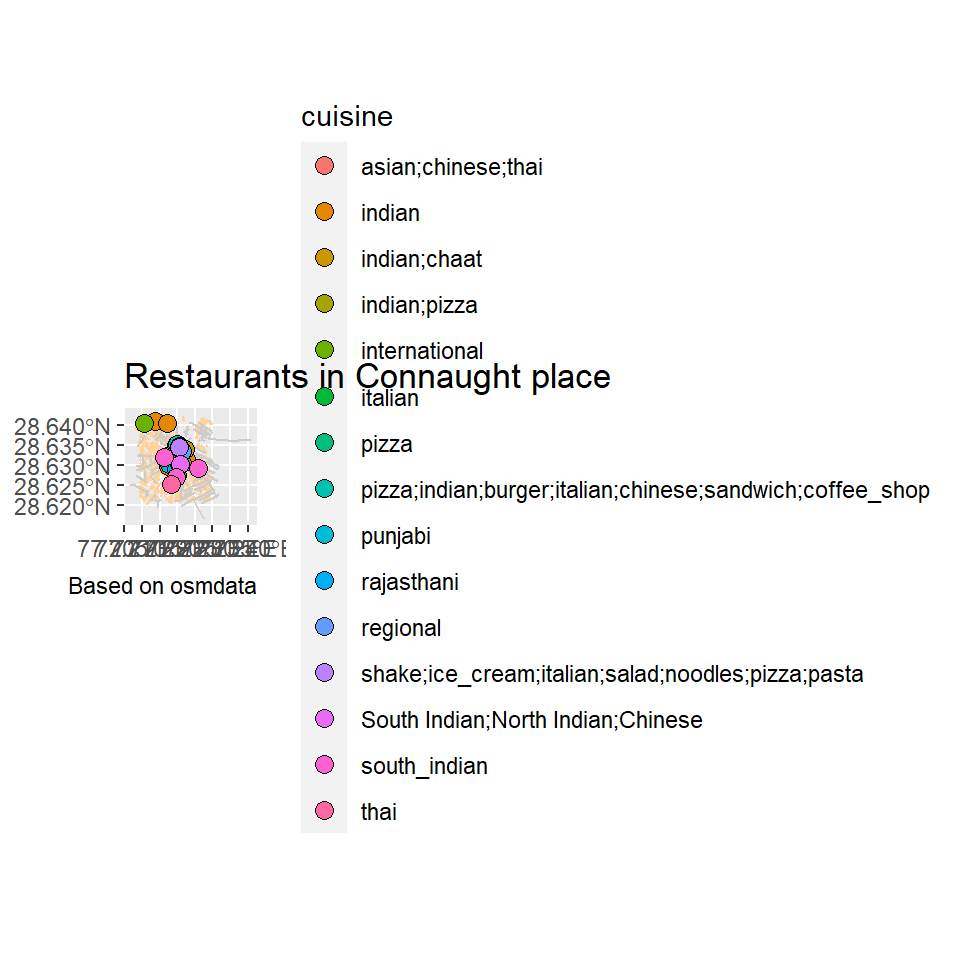 cuisine
asian;chinese;thai
indian
indian;chaat
indian;pizza
international
Restaurants in Connaught place
italian
pizza
pizza;indian;burger;italian;chinese;sandwich;coffee_shop
punjabi
rajasthani
regional
shake;ice_cream;italian;salad;noodles;pizza;pasta
South Indian;North Indian;Chinese
south_indian
thai
28.640°N
28.635°N
28.630°N
28.625°N
28.620°N
Based on osmdata